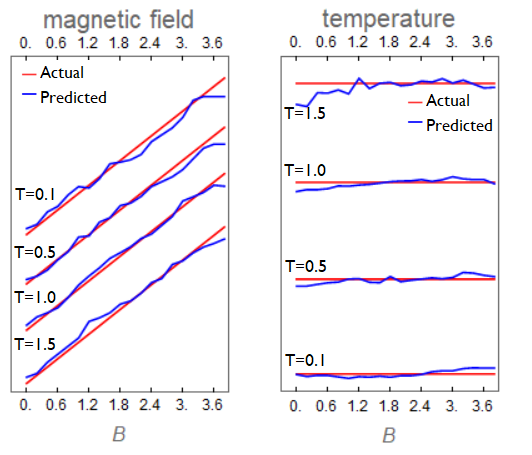 magnetic field
0. 0.6 1.2 1.8 2.4 3. 3.6
Actual
Predicted
T=0.1
T=0.5
T=1.0
T=1.5
0. 0.6 1.2 1.8 2.4 3. 3.6
B
temperature
0. 0.6 1.2 1.8 2.4 3. 3.6
Actual
T=1.5
Predicted
T=1.0
T=0.5
T=0.1
0. 0.6 1.2 1.8 2.4 3. 3.6
B